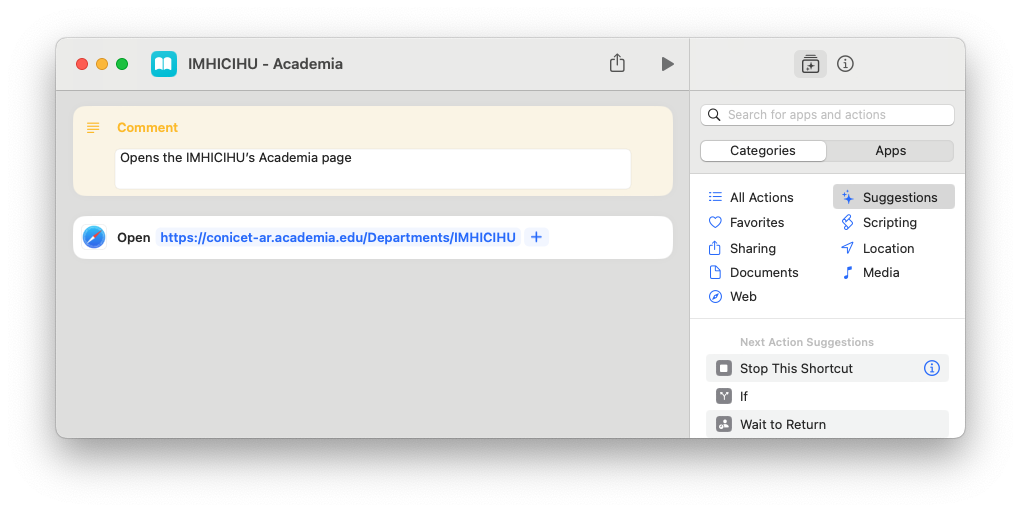 IMHICIHU - Academia
Comment
Opens the IMHICIHU’s Academia page
Open https://conicet-ar.academia.edu/Departments/IMHICIHU +
Search for apps and actions
Categories Apps
All Actions Suggestions
Favorites Scripting
Sharing Location
Documents Media
Web
Next Action Suggestions
Stop This Shortcut
If
Wait to Return